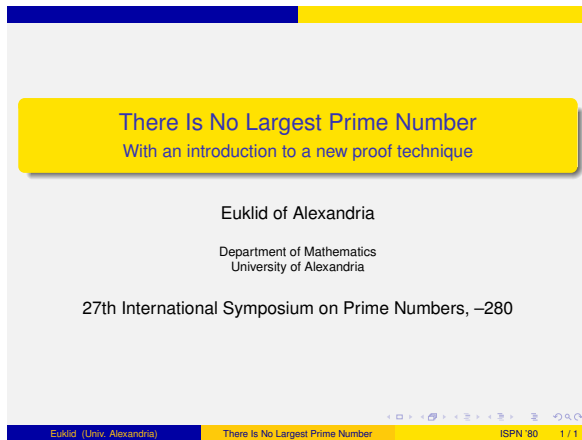 There Is No Largest Prime Number
With an introduction to a new proof technique
Euklid of Alexandria
Department of Mathematics
University of Alexandria
27th International Symposium on Prime Numbers, –280
Euklid (Univ. Alexandria) There Is No Largest Prime Number ISPN '80 1 / 1